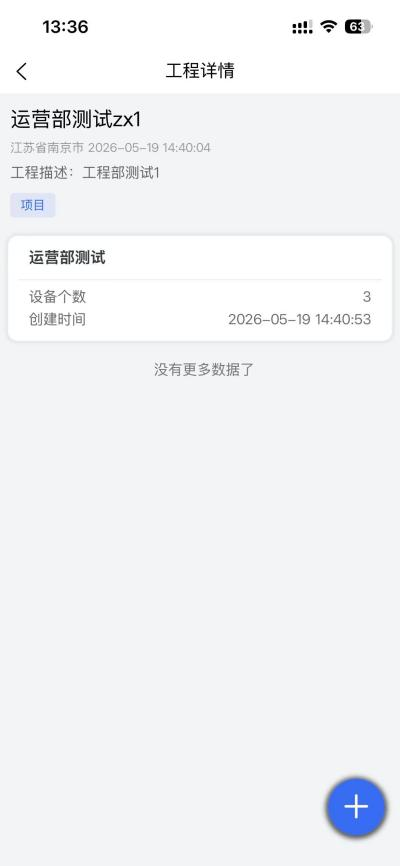 13:36
63
工程详情
运营部测试zx1
江苏省南京市 2026-05-19 14:40:04
工程描述：工程部测试1
项目
运营部测试
设备个数 3
创建时间 2026-05-19 14:40:53
没有更多数据了